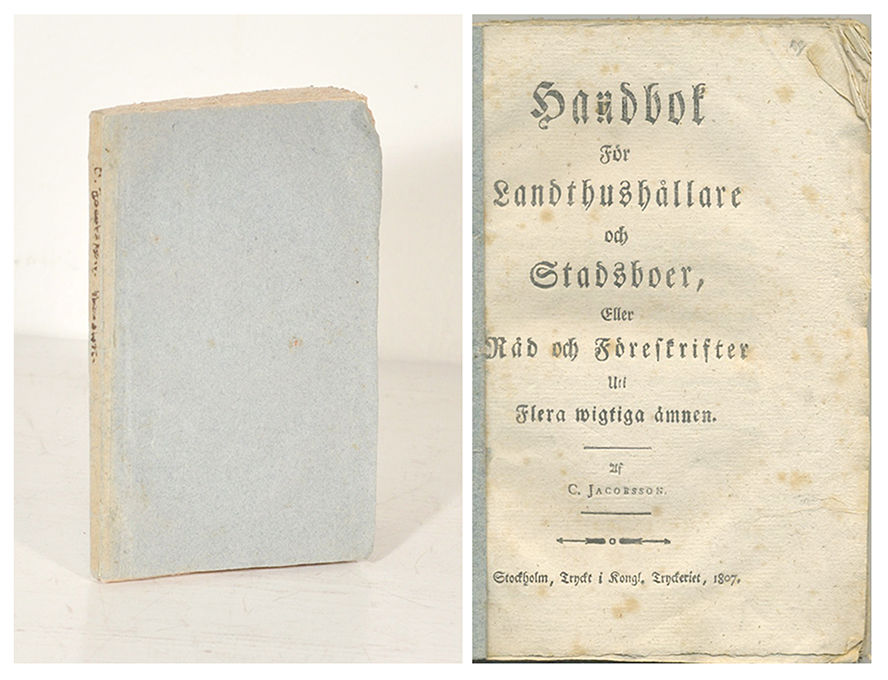 Handbok
För
Landthushållare
och
Stadsboer,
Eller
Råd och Föreskrifter
Uti
Flera wigtiga ämnen.
Af
C. JACOBSSON.
Stockholm, Tryckt i Kongl. Tryckeriet, 1807.